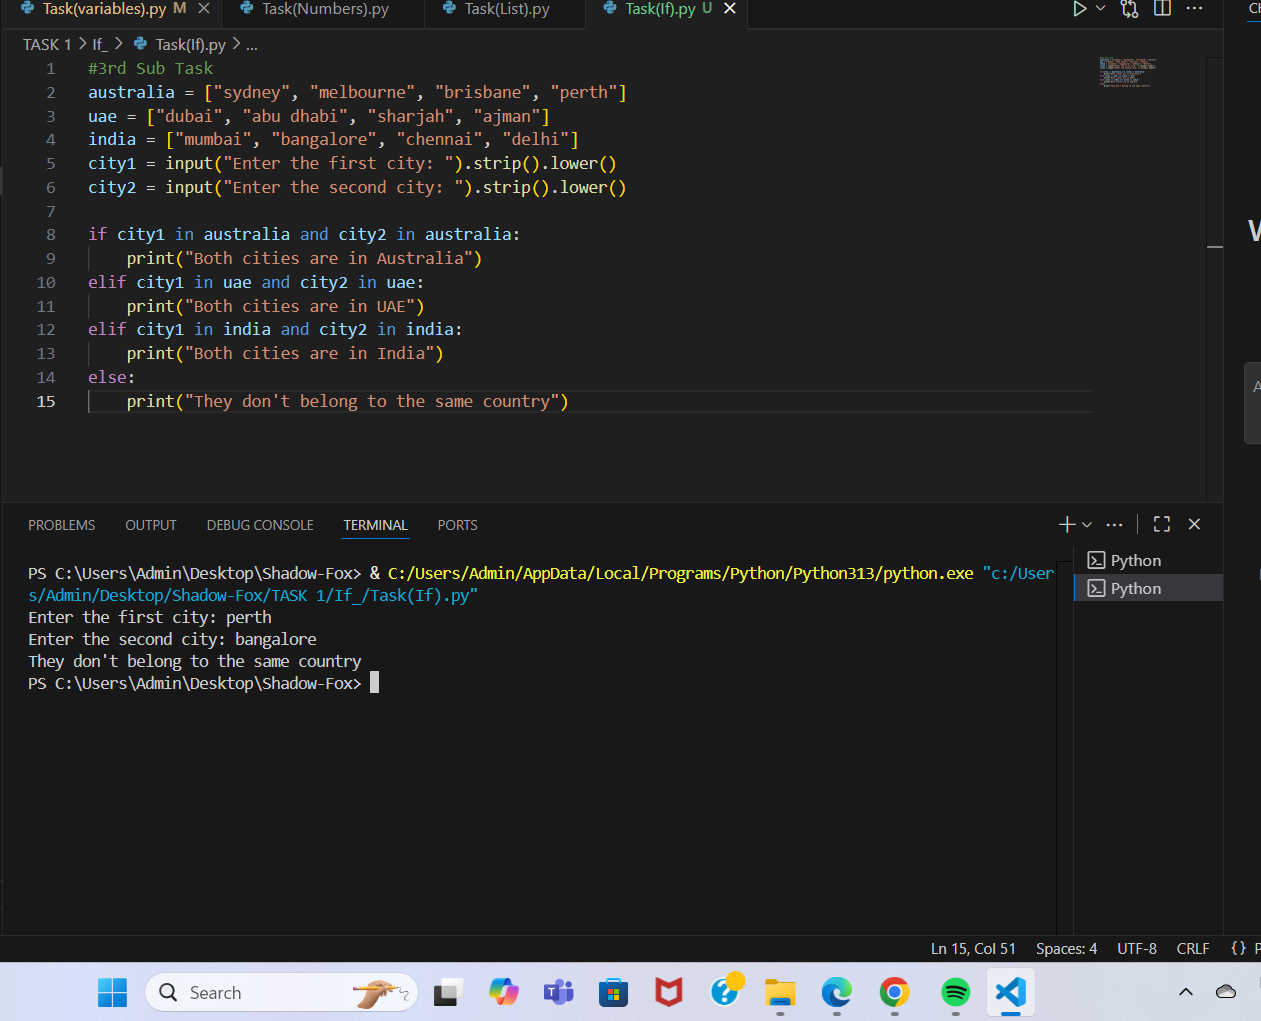 Task(variables).py M
Task(Numbers).py
Task(List).py
Task(If).py U
TASK 1 > If_ > Task(If).py > ...
1 #3rd Sub Task
2 australia = ["sydney", "melbourne", "brisbane", "perth"]
3 uae = ["dubai", "abu dhabi", "sharjah", "ajman"]
4 india = ["mumbai", "bangalore", "chennai", "delhi"]
5 city1 = input("Enter the first city: ").strip().lower()
6 city2 = input("Enter the second city: ").strip().lower()
7
8 if city1 in australia and city2 in australia:
9     print("Both cities are in Australia")
10 elif city1 in uae and city2 in uae:
11     print("Both cities are in UAE")
12 elif city1 in india and city2 in india:
13     print("Both cities are in India")
14 else:
15     print("They don't belong to the same country")
PROBLEMS OUTPUT DEBUG CONSOLE TERMINAL PORTS
PS C:\Users\Admin\Desktop\Shadow-Fox> & C:/Users/Admin/AppData/Local/Programs/Python/Python313/python.exe "c:/User
s/Admin/Desktop/Shadow-Fox/TASK 1/If_/Task(If).py"
Enter the first city: perth
Enter the second city: bangalore
They don't belong to the same country
PS C:\Users\Admin\Desktop\Shadow-Fox>
Python
Python
Ln 15, Col 51 Spaces: 4 UTF-8 CRLF {} P
Search